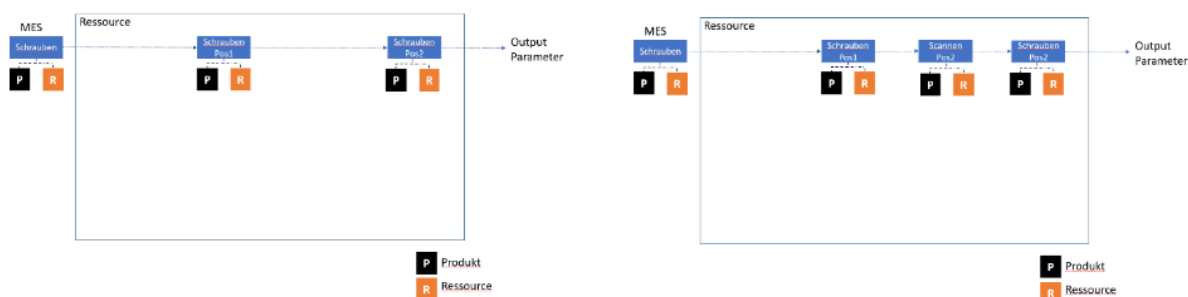 MES
Ressource
Schrauben
Schrauben
Pos1
Schrauben
Pos2
Output
Parameter
P
R
P
R
P
R
P
Produkt
R
Ressource
MES
Ressource
Schrauben
Schrauben
Pos1
Scannen
Pos2
Schrauben
Pos2
Output
Parameter
P
R
P
R
P
R
P
R
P
Produkt
R
Ressource